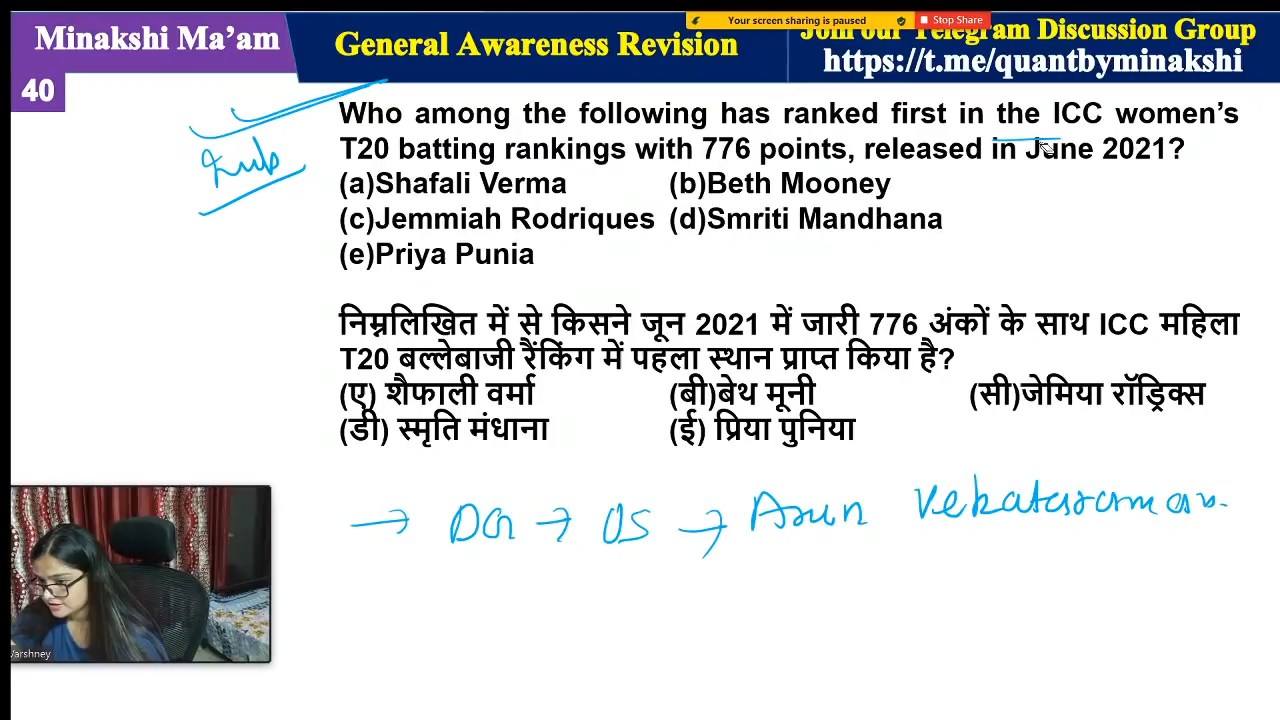 Your screen sharing is paused
Stop Share
Minakshi Ma’am
General Awareness Revision
Join our Telegram Discussion Group
https://t.me/quantbyminakshi
40
Who among the following has ranked first in the ICC women’s
T20 batting rankings with 776 points, released in June 2021?
(a)Shafali Verma (b)Beth Mooney
(c)Jemmiah Rodriques (d)Smriti Mandhana
(e)Priya Punia
निम्नलिखित में से किसने जून 2021 में जारी 776 अंकों के साथ ICC महिला
T20 बल्लेबाजी रैंकिंग में पहला स्थान प्राप्त किया है?
(ए) शैफाली वर्मा (बी)बेथ मूनी (सी)जेमिया रॉड्रिक्स
(डी) स्मृति मंधाना (ई) प्रिया पुनिया
→ → US → Arun
Varshney